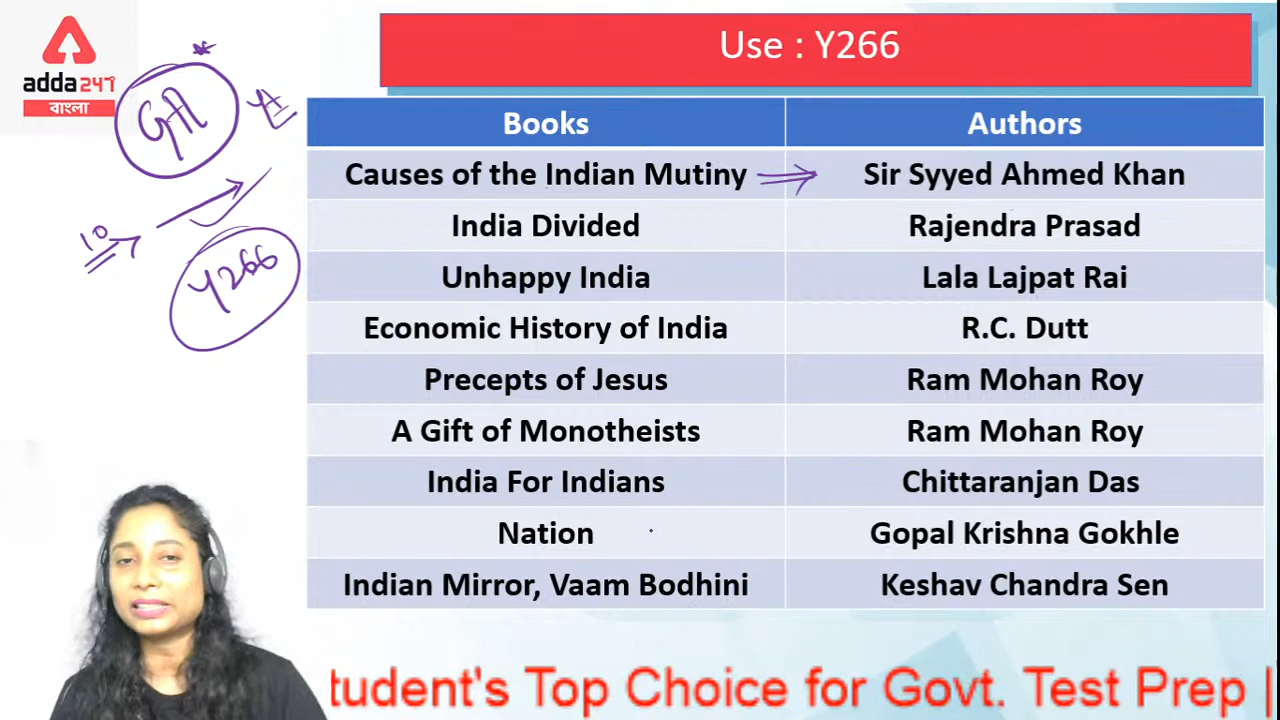 adda247
বাংলা
Use : Y266
GA
10
Y266
Books Authors
Causes of the Indian Mutiny Sir Syyed Ahmed Khan
India Divided Rajendra Prasad
Unhappy India Lala Lajpat Rai
Economic History of India R.C. Dutt
Precepts of Jesus Ram Mohan Roy
A Gift of Monotheists Ram Mohan Roy
India For Indians Chittaranjan Das
Nation Gopal Krishna Gokhle
Indian Mirror, Vaam Bodhini Keshav Chandra Sen
tudent's Top Choice for Govt. Test Prep |